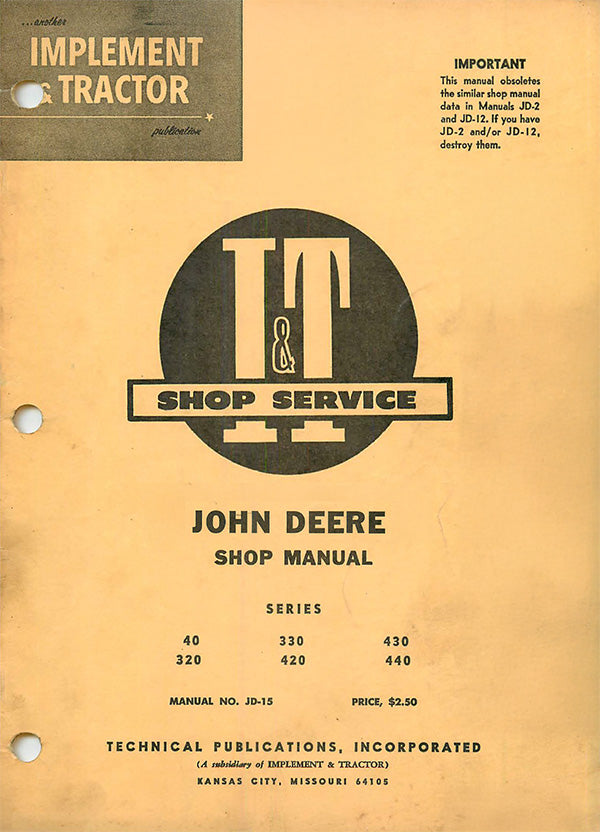 ...another
IMPLEMENT
& TRACTOR
publication
IMPORTANT
This manual obsoletes
the similar shop manual
data in Manuals JD-2
and JD-12. If you have
JD-2 and/or JD-12,
destroy them.
I&T
SHOP SERVICE
JOHN DEERE
SHOP MANUAL
SERIES
40 330 430
320 420 440
MANUAL NO. JD-15 PRICE, $2.50
TECHNICAL PUBLICATIONS, INCORPORATED
(A subsidiary of IMPLEMENT & TRACTOR)
KANSAS CITY, MISSOURI 64105